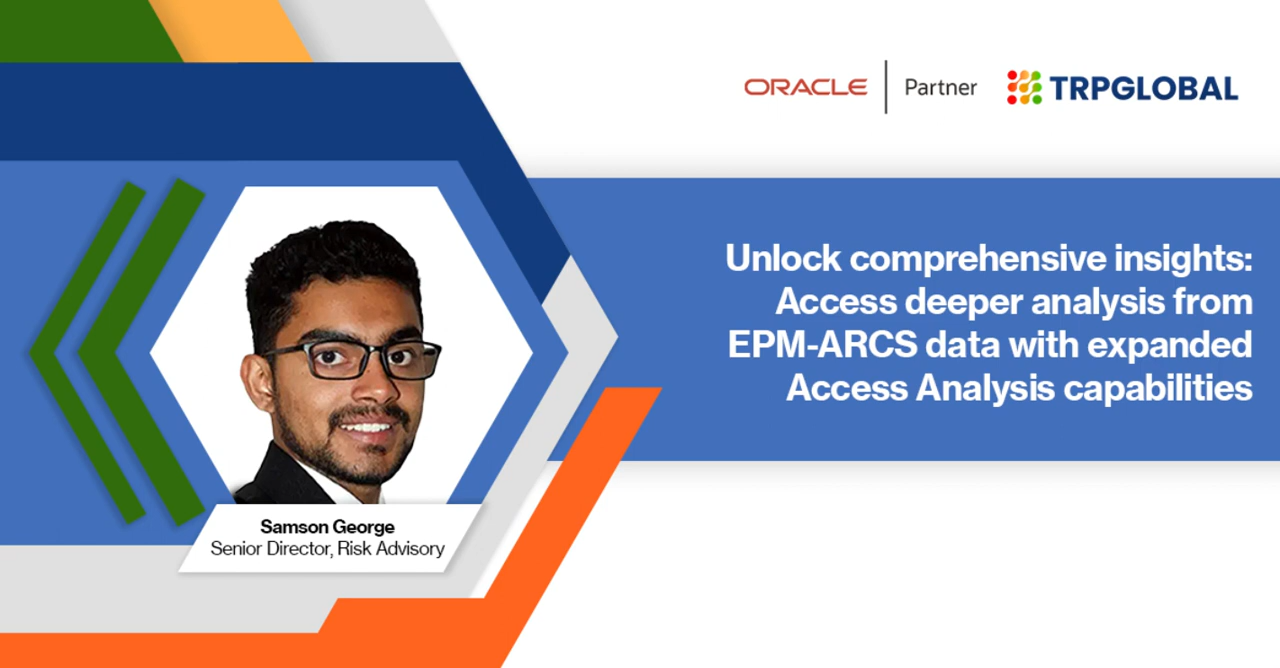 ORACLE | Partner TRPGLOBAL
Unlock comprehensive insights:
Access deeper analysis from
EPM-ARCS data with expanded
Access Analysis capabilities
Samson George
Senior Director, Risk Advisory